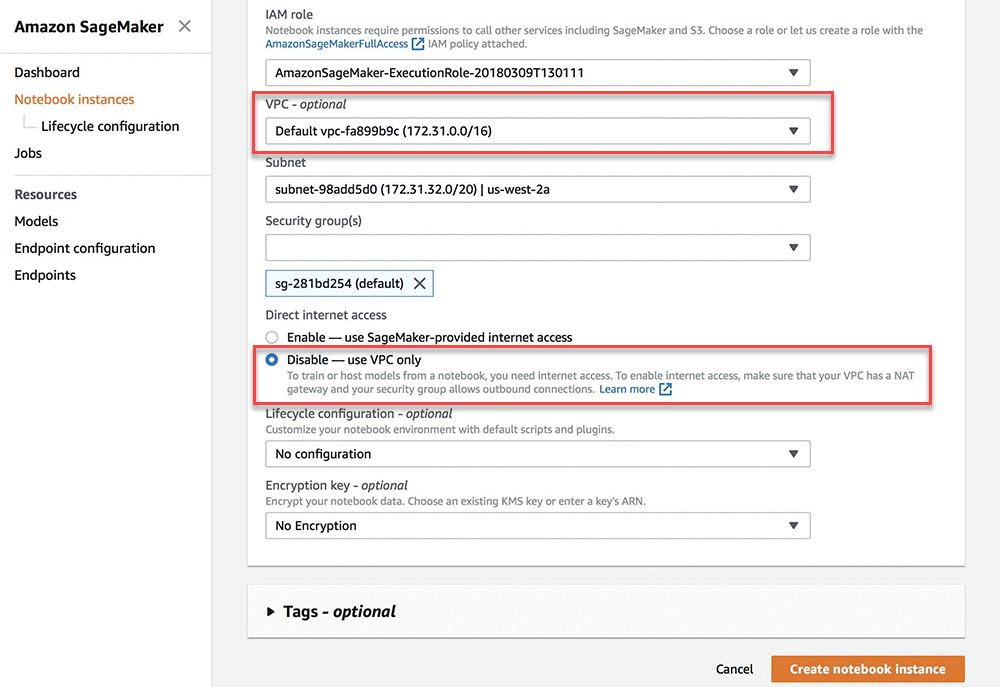 Amazon SageMaker
Dashboard
Notebook instances
Lifecycle configuration
Jobs
Resources
Models
Endpoint configuration
Endpoints
IAM role
Notebook instances require permissions to call other services including SageMaker and S3. Choose a role or let us create a role with the
AmazonSageMakerFullAccess IAM policy attached.
AmazonSageMaker-ExecutionRole-20180309T130111
VPC - optional
Default vpc-fa899b9c (172.31.0.0/16)
Subnet
subnet-98add5d0 (172.31.32.0/20) | us-west-2a
Security group(s)
sg-281bd254 (default)
Direct internet access
Enable — use SageMaker-provided internet access
Disable — use VPC only
To train or host models from a notebook, you need internet access. To enable internet access, make sure that your VPC has a NAT
gateway and your security group allows outbound connections. Learn more
Lifecycle configuration - optional
Customize your notebook environment with default scripts and plugins.
No configuration
Encryption key - optional
Encrypt your notebook data. Choose an existing KMS key or enter a key's ARN.
No Encryption
Tags - optional
Cancel
Create notebook instance